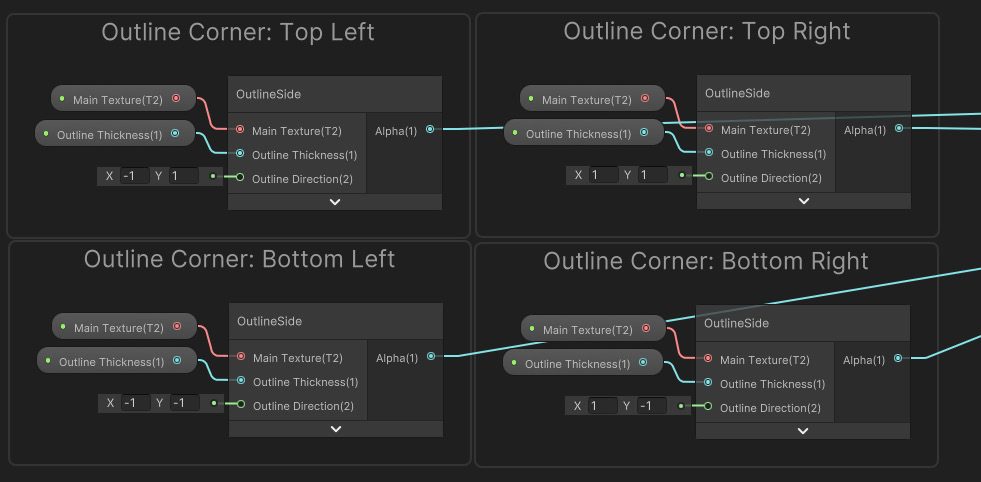 Outline Corner: Top Left
OutlineSide
Main Texture(T2)
Outline Thickness(1)
X -1 Y 1
Main Texture(T2)
Outline Thickness(1)
Outline Direction(2)
Alpha(1)
Outline Corner: Top Right
OutlineSide
Main Texture(T2)
Outline Thickness(1)
X 1 Y 1
Main Texture(T2)
Outline Thickness(1)
Outline Direction(2)
Alpha(1)
Outline Corner: Bottom Left
OutlineSide
Main Texture(T2)
Outline Thickness(1)
X -1 Y -1
Main Texture(T2)
Outline Thickness(1)
Outline Direction(2)
Alpha(1)
Outline Corner: Bottom Right
OutlineSide
Main Texture(T2)
Outline Thickness(1)
X 1 Y -1
Main Texture(T2)
Outline Thickness(1)
Outline Direction(2)
Alpha(1)